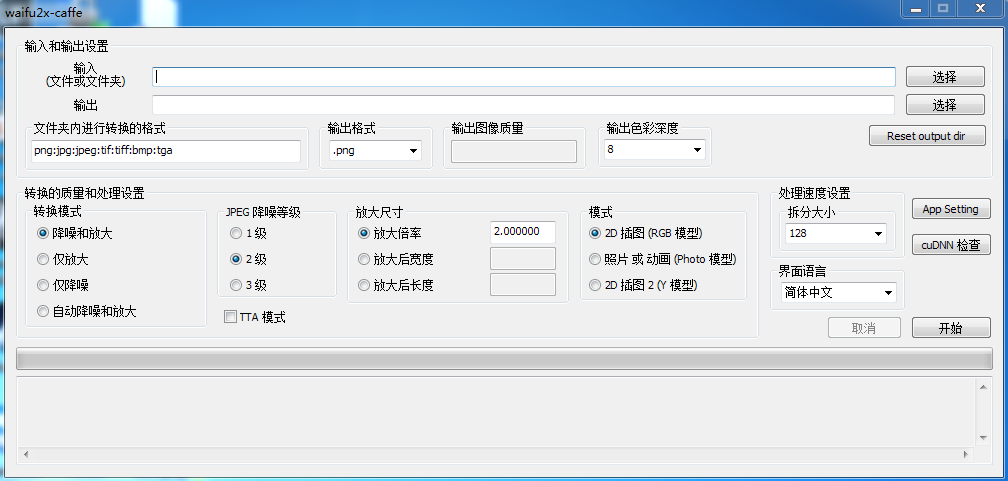 waifu2x-caffe
输入和输出设置
输入
(文件或文件夹)
选择
输出
选择
文件夹内进行转换的格式
输出格式
输出图像质量
输出色彩深度
png:jpg:jpeg:tif:tiff:bmp:tga
.png
8
Reset output dir
转换的质量和处理设置
转换模式
降噪和放大
仅放大
仅降噪
自动降噪和放大
JPEG 降噪等级
1 级
2 级
3 级
TTA 模式
放大尺寸
放大倍率
2.000000
放大后宽度
放大后长度
模式
2D 插图 (RGB 模型)
照片 或 动画 (Photo 模型)
2D 插图 2 (Y 模型)
处理速度设置
拆分大小
128
界面语言
简体中文
App Setting
cuDNN 检查
取消
开始